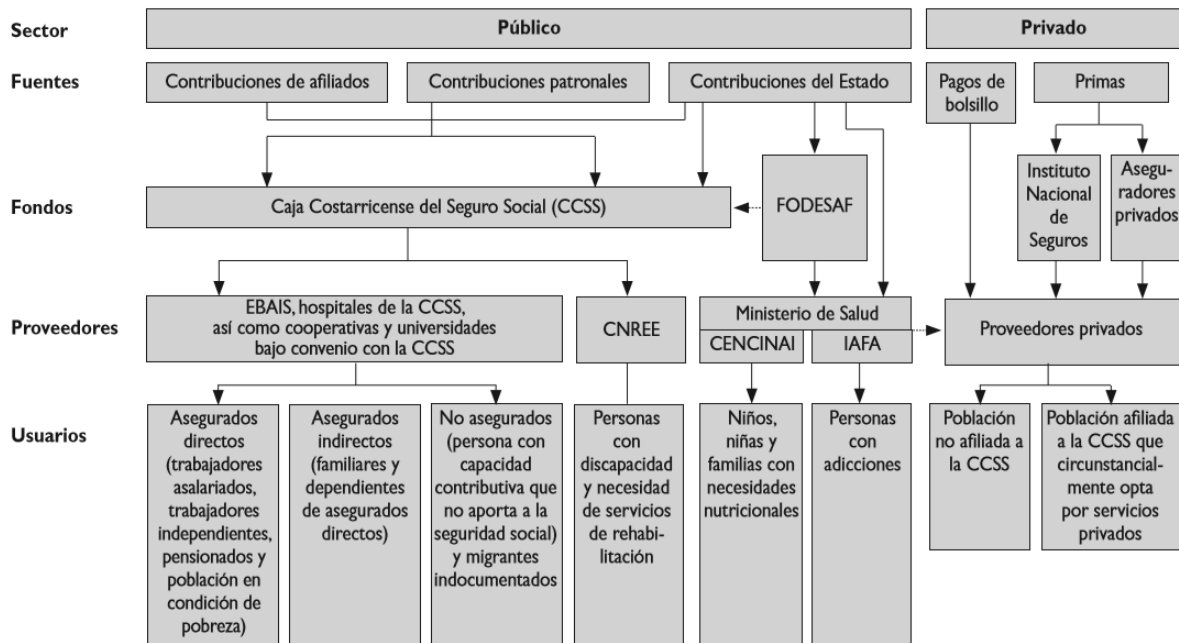 Sector
Público
Privado
Fuentes
Contribuciones de afiliados
Contribuciones patronales
Contribuciones del Estado
Pagos de
bolsillo
Primas
Fondos
Caja Costarricense del Seguro Social (CCSS)
FODESAF
Instituto
Nacional
de
Seguros
Asegu-
radores
privados
Proveedores
EBAIS, hospitales de la CCSS,
así como cooperativas y universidades
bajo convenio con la CCSS
CNREE
Ministerio de Salud
CENCINAI
IAFA
Proveedores privados
Usuarios
Asegurados
directos
(trabajadores
asalariados,
trabajadores
independientes,
pensionados y
población en
condición de
pobreza)
Asegurados
indirectos
(familiares y
dependientes
de asegurados
directos)
No asegurados
(persona con
capacidad
contributiva que
no aporta a la
seguridad social)
y migrantes
indocumentados
Personas
con
discapacidad
y necesidad
de servicios
de rehabi-
litación
Niños,
niñas y
familias con
necesidades
nutricionales
Personas
con
adicciones
Población
no afiliada a
la CCSS
Población afiliada
a la CCSS que
circunstancial-
mente opta
por servicios
privados